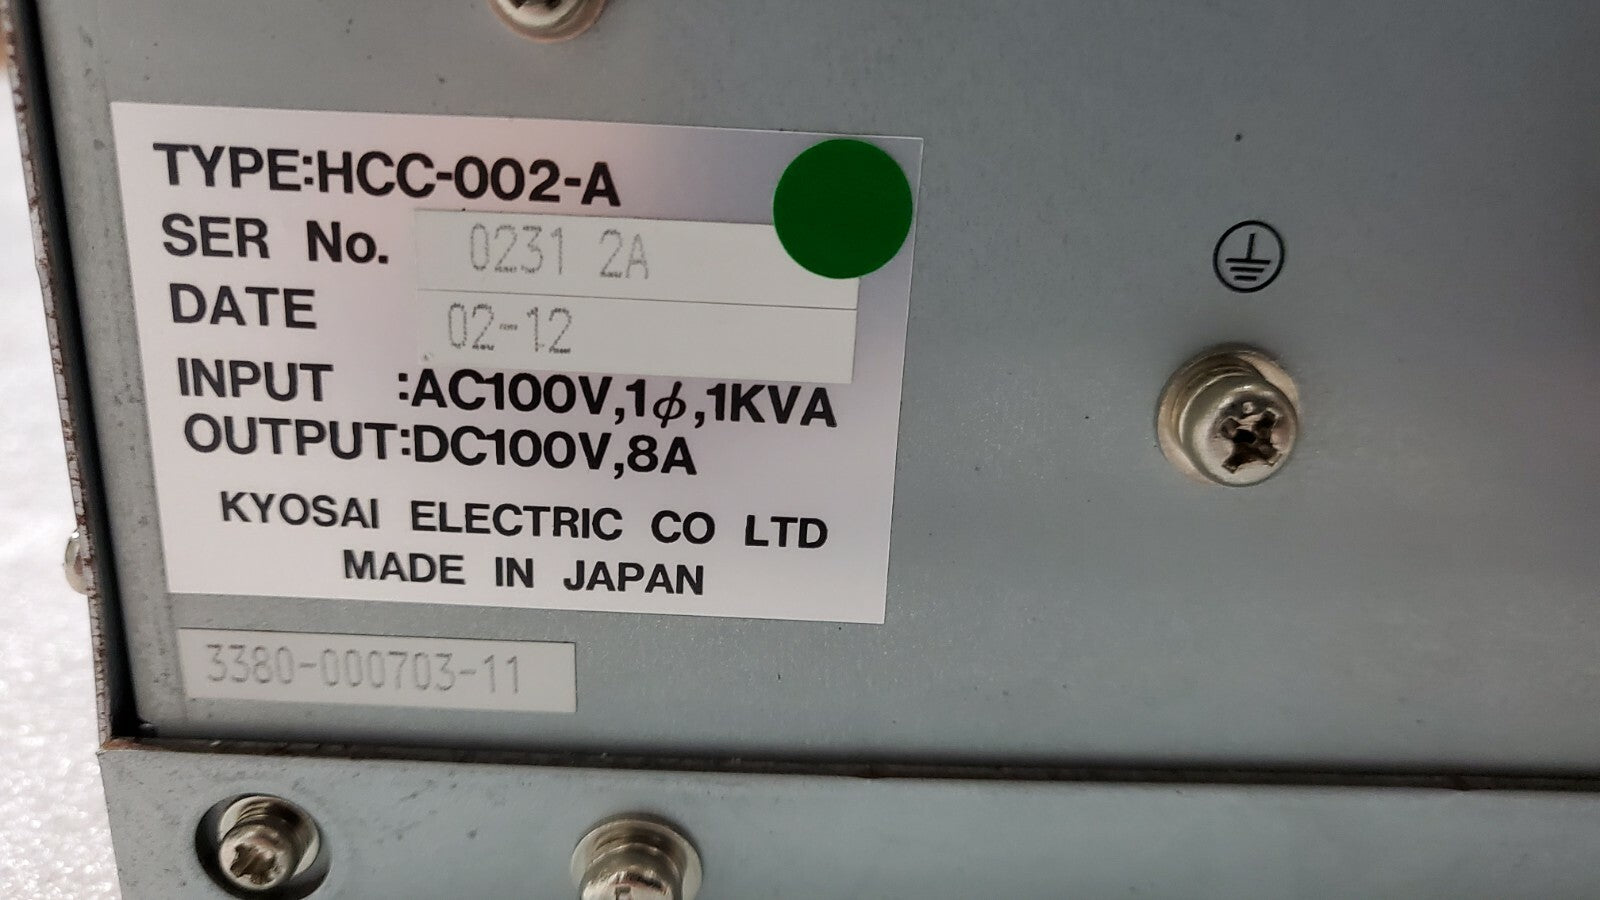 TYPE:HCC-002-A
SER No. 0231 2A
DATE 02-12
INPUT :AC100V,1ϕ,1KVA
OUTPUT:DC100V,8A
KYOSAI ELECTRIC CO LTD
MADE IN JAPAN
3380-000703-11